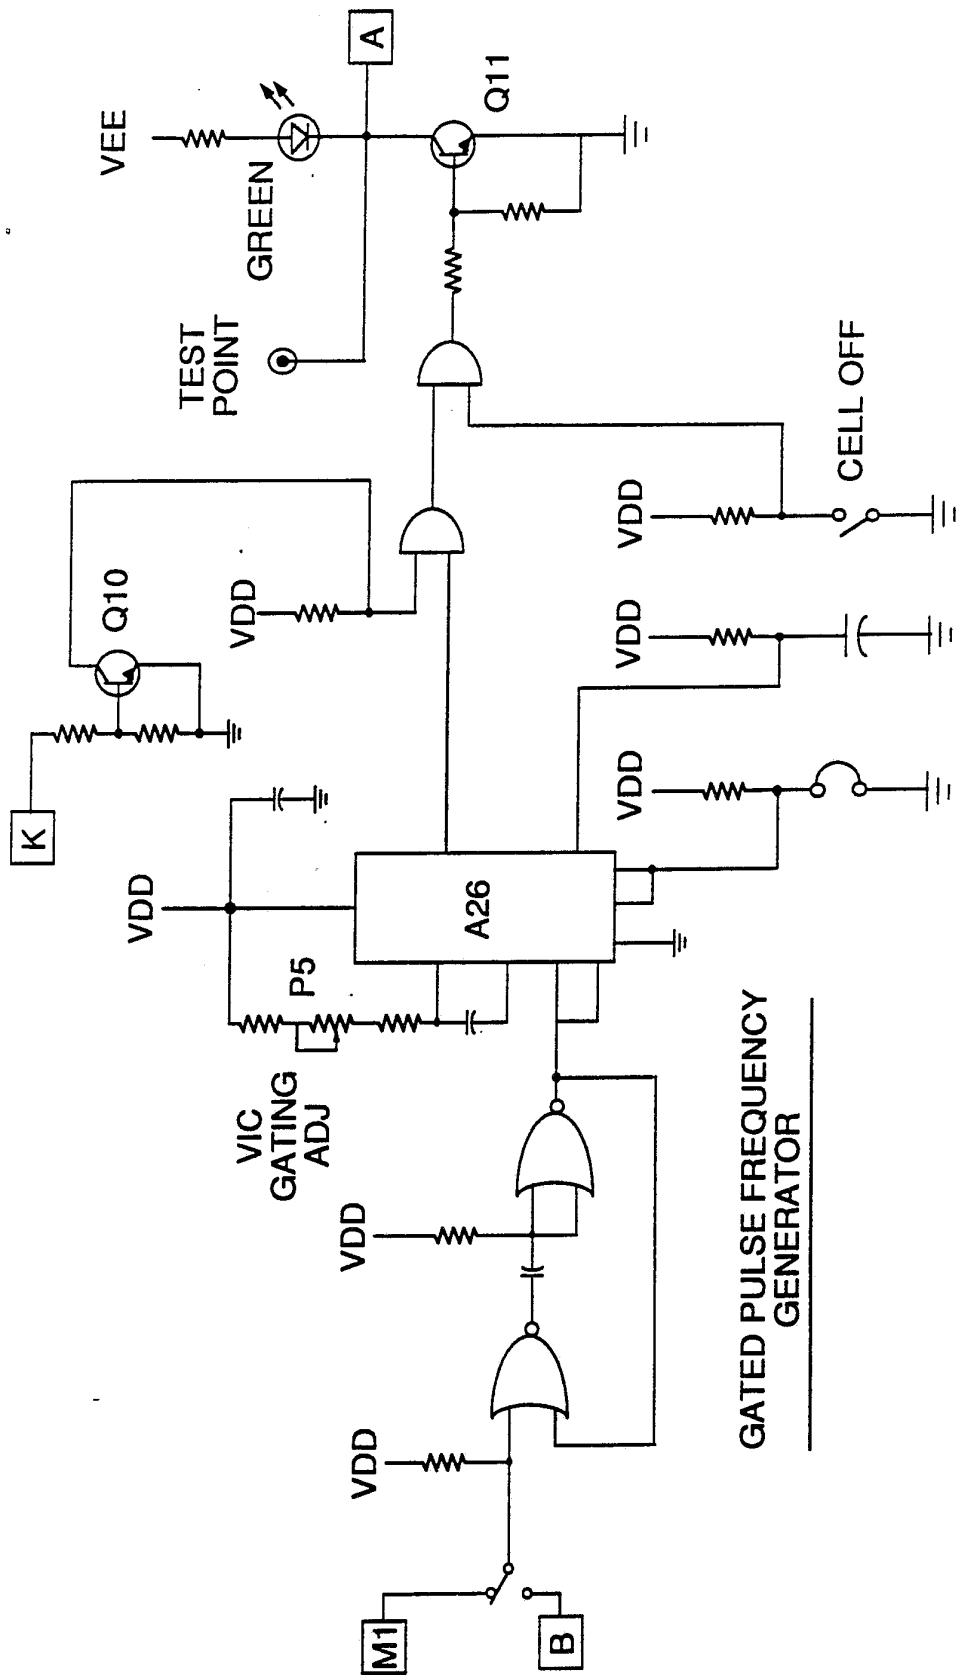 VEE
GREEN
A
Q11
TEST
POINT
K
Q10
VDD
VDD
VIC
GATING
ADJ
P5
A26
VDD
VDD
M1
B
VDD
VDD
VDD
CELL OFF
GATED PULSE FREQUENCY
GENERATOR